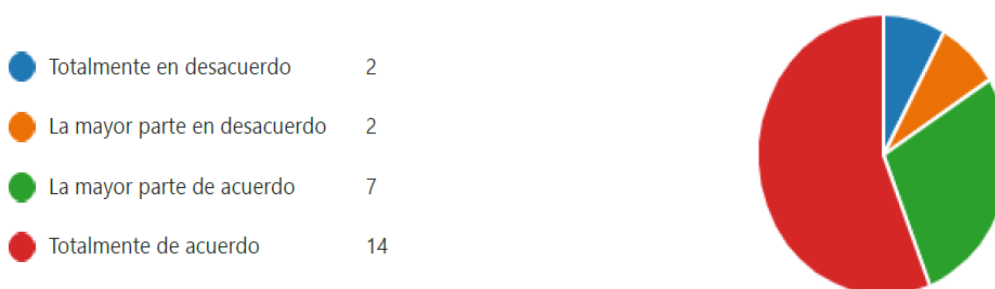 Totalmente en desacuerdo 2
La mayor parte en desacuerdo 2
La mayor parte de acuerdo 7
Totalmente de acuerdo 14